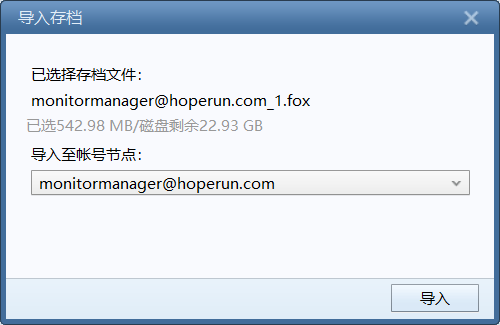 导入存档
已选择存档文件：
monitormanager@hoperun.com_1.fox
已选542.98 MB/磁盘剩余22.93 GB
导入至帐号节点：
monitormanager@hoperun.com
导入